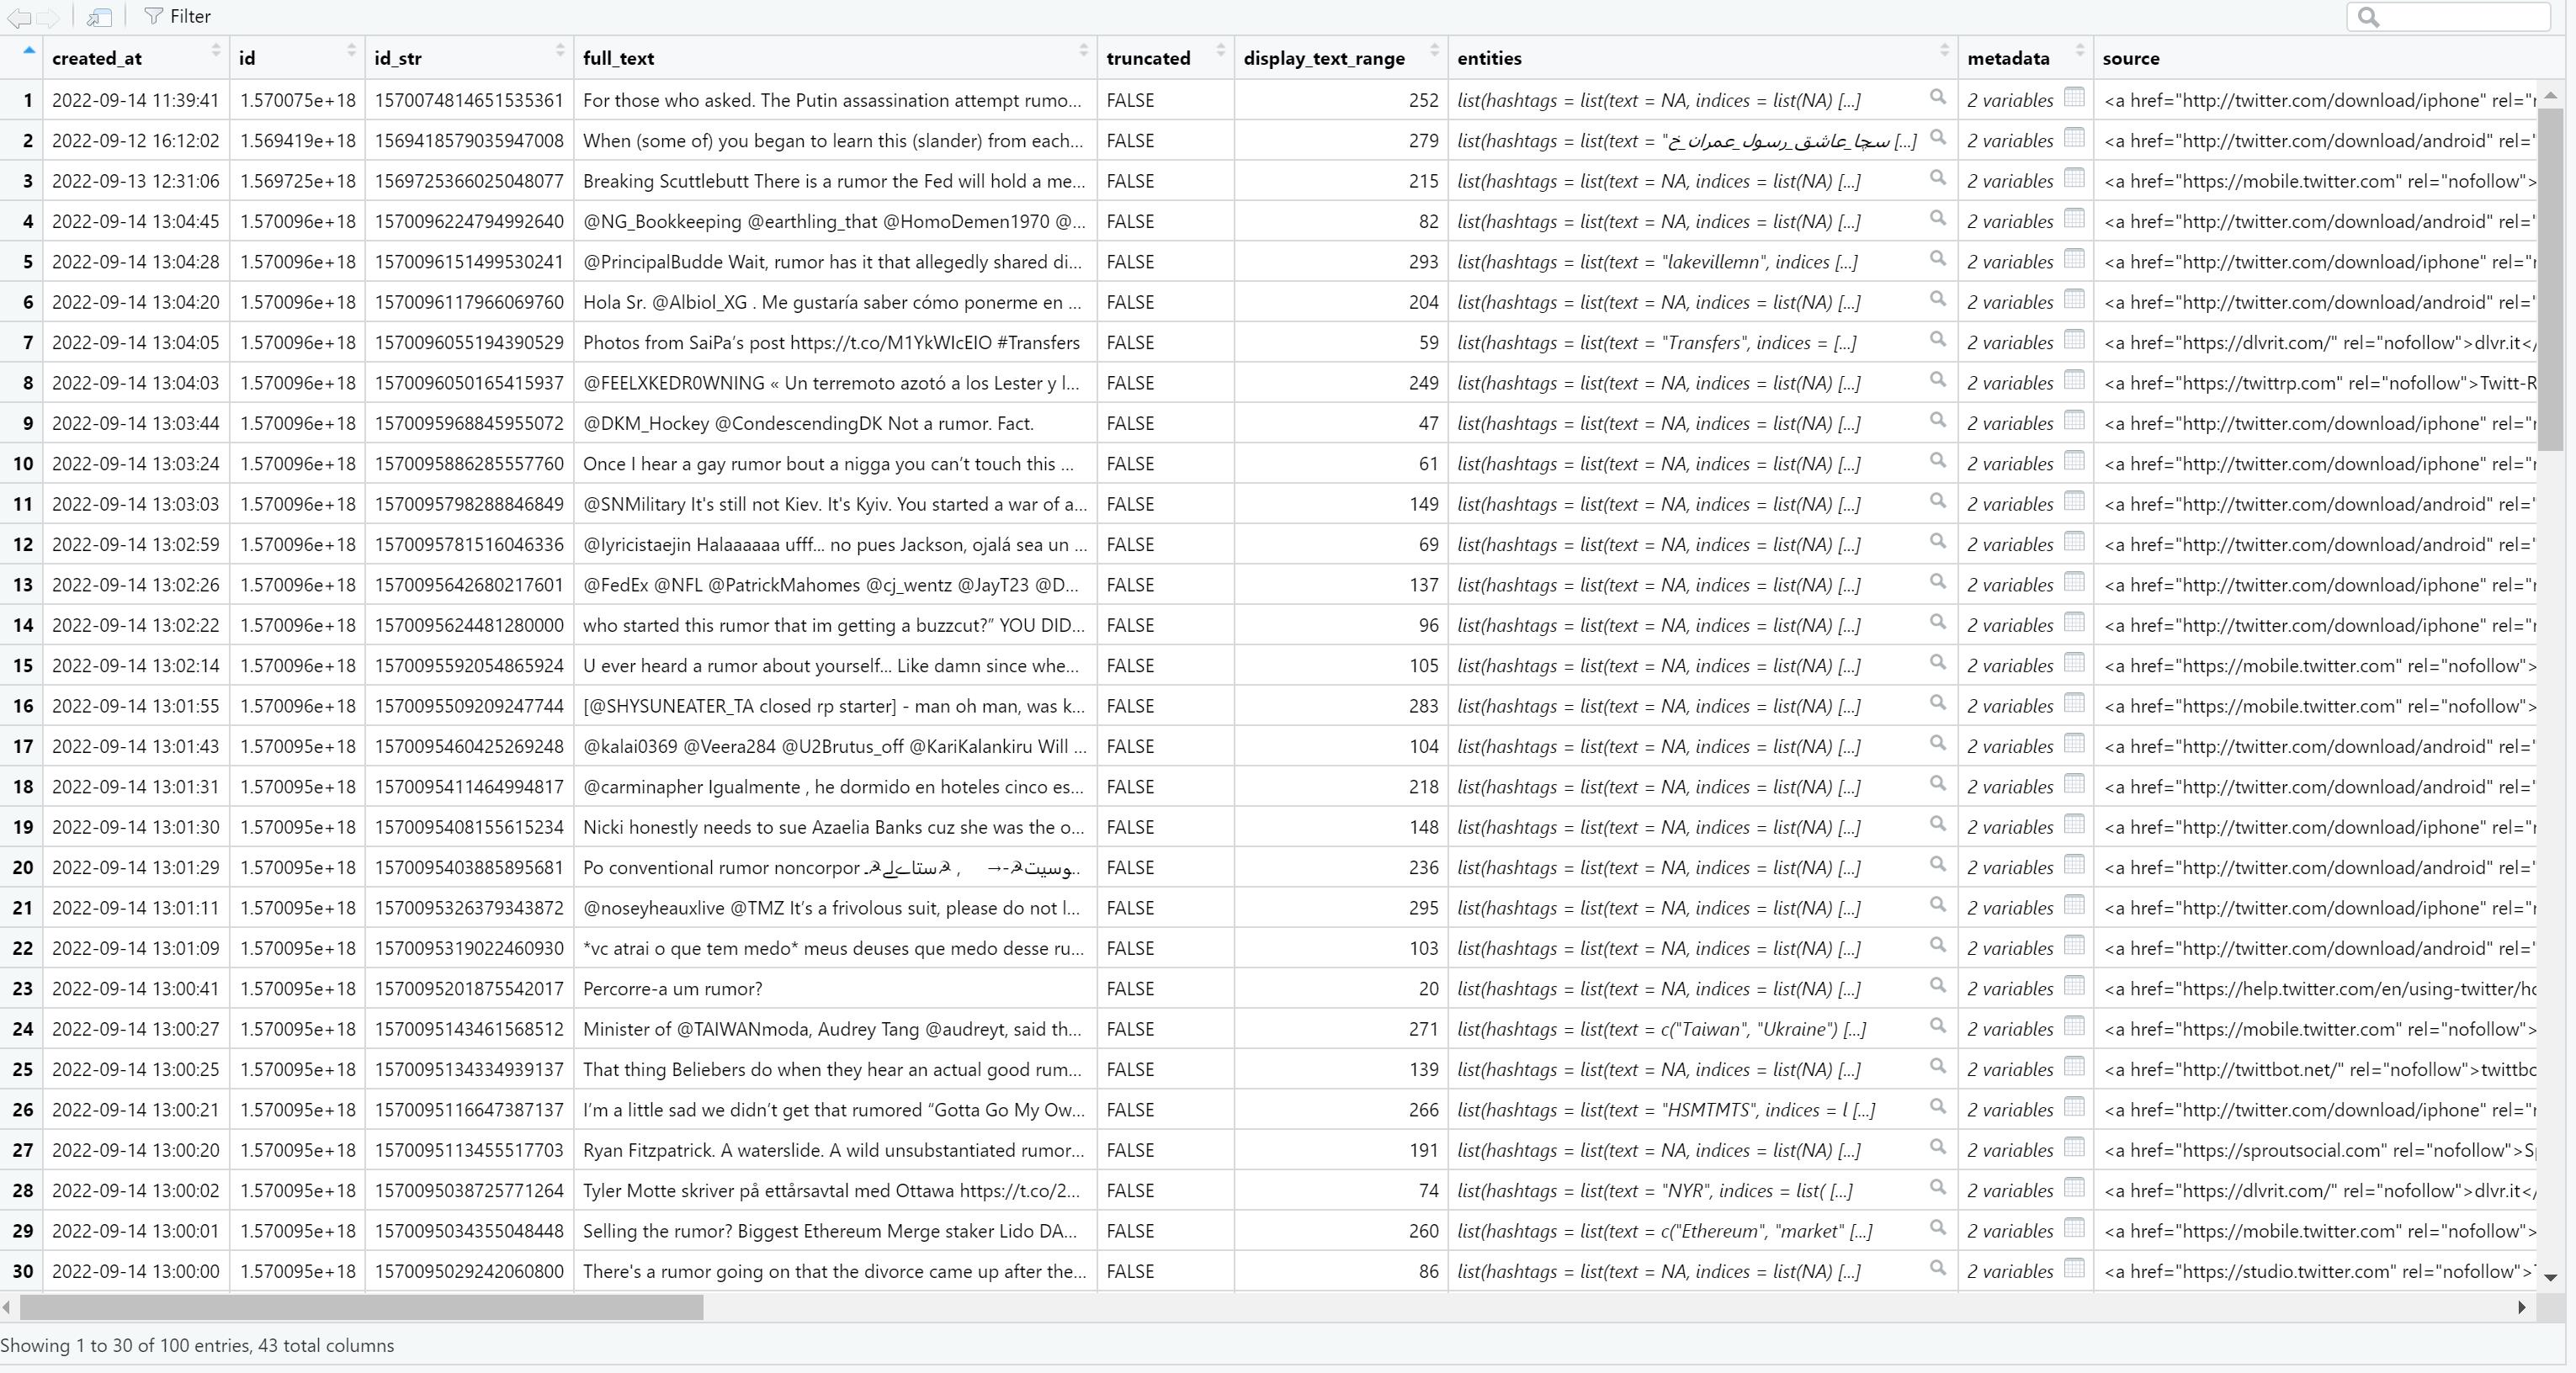 Filter
created_at id id_str full_text truncated display_text_range entities metadata source
1 2022-09-14 11:39:41 1.570075e+18 1570074814651535361 For those who asked. The Putin assassination attempt rumo... FALSE 252 list(hashtags = list(text = NA, indices = list(NA) [...] 2 variables <a href="http://twitter.com/download/iphone" rel="r
2 2022-09-12 16:12:02 1.569419e+18 1569418579035947008 When (some of) you began to learn this (slander) from each... FALSE 279 list(hashtags = list(text = "سچا_عاشق_رسول_عمران_خ [...] 2 variables <a href="http://twitter.com/download/android" rel="
3 2022-09-13 12:31:06 1.569725e+18 1569725366025048077 Breaking Scuttlebutt There is a rumor the Fed will hold a me... FALSE 215 list(hashtags = list(text = NA, indices = list(NA) [...] 2 variables <a href="https://mobile.twitter.com" rel="nofollow">
4 2022-09-14 13:04:45 1.570096e+18 1570096224794992640 @NG_Bookkeeping @earthling_that @HomoDemen1970 @... FALSE 82 list(hashtags = list(text = NA, indices = list(NA) [...] 2 variables <a href="http://twitter.com/download/android" rel="
5 2022-09-14 13:04:28 1.570096e+18 1570096151499530241 @PrincipalBudde Wait, rumor has it that allegedly shared di... FALSE 293 list(hashtags = list(text = "lakevillemn", indices [...] 2 variables <a href="http://twitter.com/download/iphone" rel="r
6 2022-09-14 13:04:20 1.570096e+18 1570096117966069760 Hola Sr. @Albiol_XG . Me gustaría saber cómo ponerme en ... FALSE 204 list(hashtags = list(text = NA, indices = list(NA) [...] 2 variables <a href="http://twitter.com/download/android" rel="
7 2022-09-14 13:04:05 1.570096e+18 1570096055194390529 Photos from SaiPa’s post https://t.co/M1YkWIcEIO #Transfers FALSE 59 list(hashtags = list(text = "Transfers", indices = [...] 2 variables <a href="https://dlvrit.com/" rel="nofollow">dlvr.it</
8 2022-09-14 13:04:03 1.570096e+18 1570096050165415937 @FEELXKEDR0WNING « Un terremoto azotó a los Lester y l... FALSE 249 list(hashtags = list(text = NA, indices = list(NA) [...] 2 variables <a href="https://twittrp.com" rel="nofollow">Twitt-R
9 2022-09-14 13:03:44 1.570096e+18 1570095968845955072 @DKM_Hockey @CondescendingDK Not a rumor. Fact. FALSE 47 list(hashtags = list(text = NA, indices = list(NA) [...] 2 variables <a href="http://twitter.com/download/iphone" rel="r
10 2022-09-14 13:03:24 1.570096e+18 1570095886285557760 Once I hear a gay rumor bout a nigga you can’t touch this ... FALSE 61 list(hashtags = list(text = NA, indices = list(NA) [...] 2 variables <a href="http://twitter.com/download/iphone" rel="r
11 2022-09-14 13:03:03 1.570096e+18 1570095798288846849 @SNMilitary It's still not Kiev. It's Kyiv. You started a war of a... FALSE 149 list(hashtags = list(text = NA, indices = list(NA) [...] 2 variables <a href="http://twitter.com/download/android" rel="
12 2022-09-14 13:02:59 1.570096e+18 1570095781516046336 @lyricistaejin Halaaaaaa ufff... no pues Jackson, ojalá sea un ... FALSE 69 list(hashtags = list(text = NA, indices = list(NA) [...] 2 variables <a href="http://twitter.com/download/android" rel="
13 2022-09-14 13:02:26 1.570096e+18 1570095642680217601 @FedEx @NFL @PatrickMahomes @cj_wentz @JayT23 @D... FALSE 137 list(hashtags = list(text = NA, indices = list(NA) [...] 2 variables <a href="http://twitter.com/download/iphone" rel="r
14 2022-09-14 13:02:22 1.570096e+18 1570095624481280000 who started this rumor that im getting a buzzcut?” YOU DID... FALSE 96 list(hashtags = list(text = NA, indices = list(NA) [...] 2 variables <a href="http://twitter.com/download/iphone" rel="r
15 2022-09-14 13:02:14 1.570096e+18 1570095592054865924 U ever heard a rumor about yourself... Like damn since whe... FALSE 105 list(hashtags = list(text = NA, indices = list(NA) [...] 2 variables <a href="https://mobile.twitter.com" rel="nofollow">
16 2022-09-14 13:01:55 1.570096e+18 1570095509209247744 [@SHYSUNEATER_TA closed rp starter] - man oh man, was k... FALSE 283 list(hashtags = list(text = NA, indices = list(NA) [...] 2 variables <a href="https://mobile.twitter.com" rel="nofollow">
17 2022-09-14 13:01:43 1.570095e+18 1570095460425269248 @kalai0369 @Veera284 @U2Brutus_off @KariKalankiru Will ... FALSE 104 list(hashtags = list(text = NA, indices = list(NA) [...] 2 variables <a href="http://twitter.com/download/android" rel="
18 2022-09-14 13:01:31 1.570095e+18 1570095411464994817 @carminapher Igualmente , he dormido en hoteles cinco es... FALSE 218 list(hashtags = list(text = NA, indices = list(NA) [...] 2 variables <a href="http://twitter.com/download/android" rel="
19 2022-09-14 13:01:30 1.570095e+18 1570095408155615234 Nicki honestly needs to sue Azaelia Banks cuz she was the o... FALSE 148 list(hashtags = list(text = NA, indices = list(NA) [...] 2 variables <a href="http://twitter.com/download/iphone" rel="r
20 2022-09-14 13:01:29 1.570095e+18 1570095403885895681 Po conventional rumor noncorpor FALSE 236 list(hashtags = list(text = NA, indices = list(NA) [...] 2 variables <a href="http://twitter.com/download/android" rel="
21 2022-09-14 13:01:11 1.570095e+18 1570095326379343872 @noseyheauxlive @TMZ It’s a frivolous suit, please do not l... FALSE 295 list(hashtags = list(text = NA, indices = list(NA) [...] 2 variables <a href="http://twitter.com/download/iphone" rel="r
22 2022-09-14 13:01:09 1.570095e+18 1570095319022460930 *vc atrai o que tem medo* meus deuses que medo desse ru... FALSE 103 list(hashtags = list(text = NA, indices = list(NA) [...] 2 variables <a href="http://twitter.com/download/android" rel="
23 2022-09-14 13:00:41 1.570095e+18 1570095201875542017 Percorre-a um rumor? FALSE 20 list(hashtags = list(text = NA, indices = list(NA) [...] 2 variables <a href="https://help.twitter.com/en/using-twitter/ho
24 2022-09-14 13:00:27 1.570095e+18 1570095143461568512 Minister of @TAIWANmoda, Audrey Tang @audreyt, said th... FALSE 271 list(hashtags = list(text = c("Taiwan", "Ukraine") [...] 2 variables <a href="https://mobile.twitter.com" rel="nofollow">
25 2022-09-14 13:00:25 1.570095e+18 1570095134334939137 That thing Beliebers do when they hear an actual good rum... FALSE 139 list(hashtags = list(text = NA, indices = list(NA) [...] 2 variables <a href="http://twittbot.net/" rel="nofollow">twittbo
26 2022-09-14 13:00:21 1.570095e+18 1570095116647387137 I’m a little sad we didn’t get that rumored “Gotta Go My Ow... FALSE 266 list(hashtags = list(text = "HSMTMTS", indices = l [...] 2 variables <a href="http://twitter.com/download/iphone" rel="r
27 2022-09-14 13:00:20 1.570095e+18 1570095113455517703 Ryan Fitzpatrick. A waterslide. A wild unsubstantiated rumor... FALSE 191 list(hashtags = list(text = NA, indices = list(NA) [...] 2 variables <a href="https://sproutsocial.com" rel="nofollow">Sp
28 2022-09-14 13:00:02 1.570095e+18 1570095038725771264 Tyler Motte skriver på ettårsavtal med Ottawa https://t.co/2... FALSE 74 list(hashtags = list(text = "NYR", indices = list( [...] 2 variables <a href="https://dlvrit.com/" rel="nofollow">dlvr.it</
29 2022-09-14 13:00:01 1.570095e+18 1570095034355048448 Selling the rumor? Biggest Ethereum Merge staker Lido DA... FALSE 260 list(hashtags = list(text = c("Ethereum", "market" [...] 2 variables <a href="https://mobile.twitter.com" rel="nofollow">
30 2022-09-14 13:00:00 1.570095e+18 1570095029242060800 There's a rumor going on that the divorce came up after the... FALSE 86 list(hashtags = list(text = NA, indices = list(NA) [...] 2 variables <a href="https://studio.twitter.com" rel="nofollow">
Showing 1 to 30 of 100 entries, 43 total columns